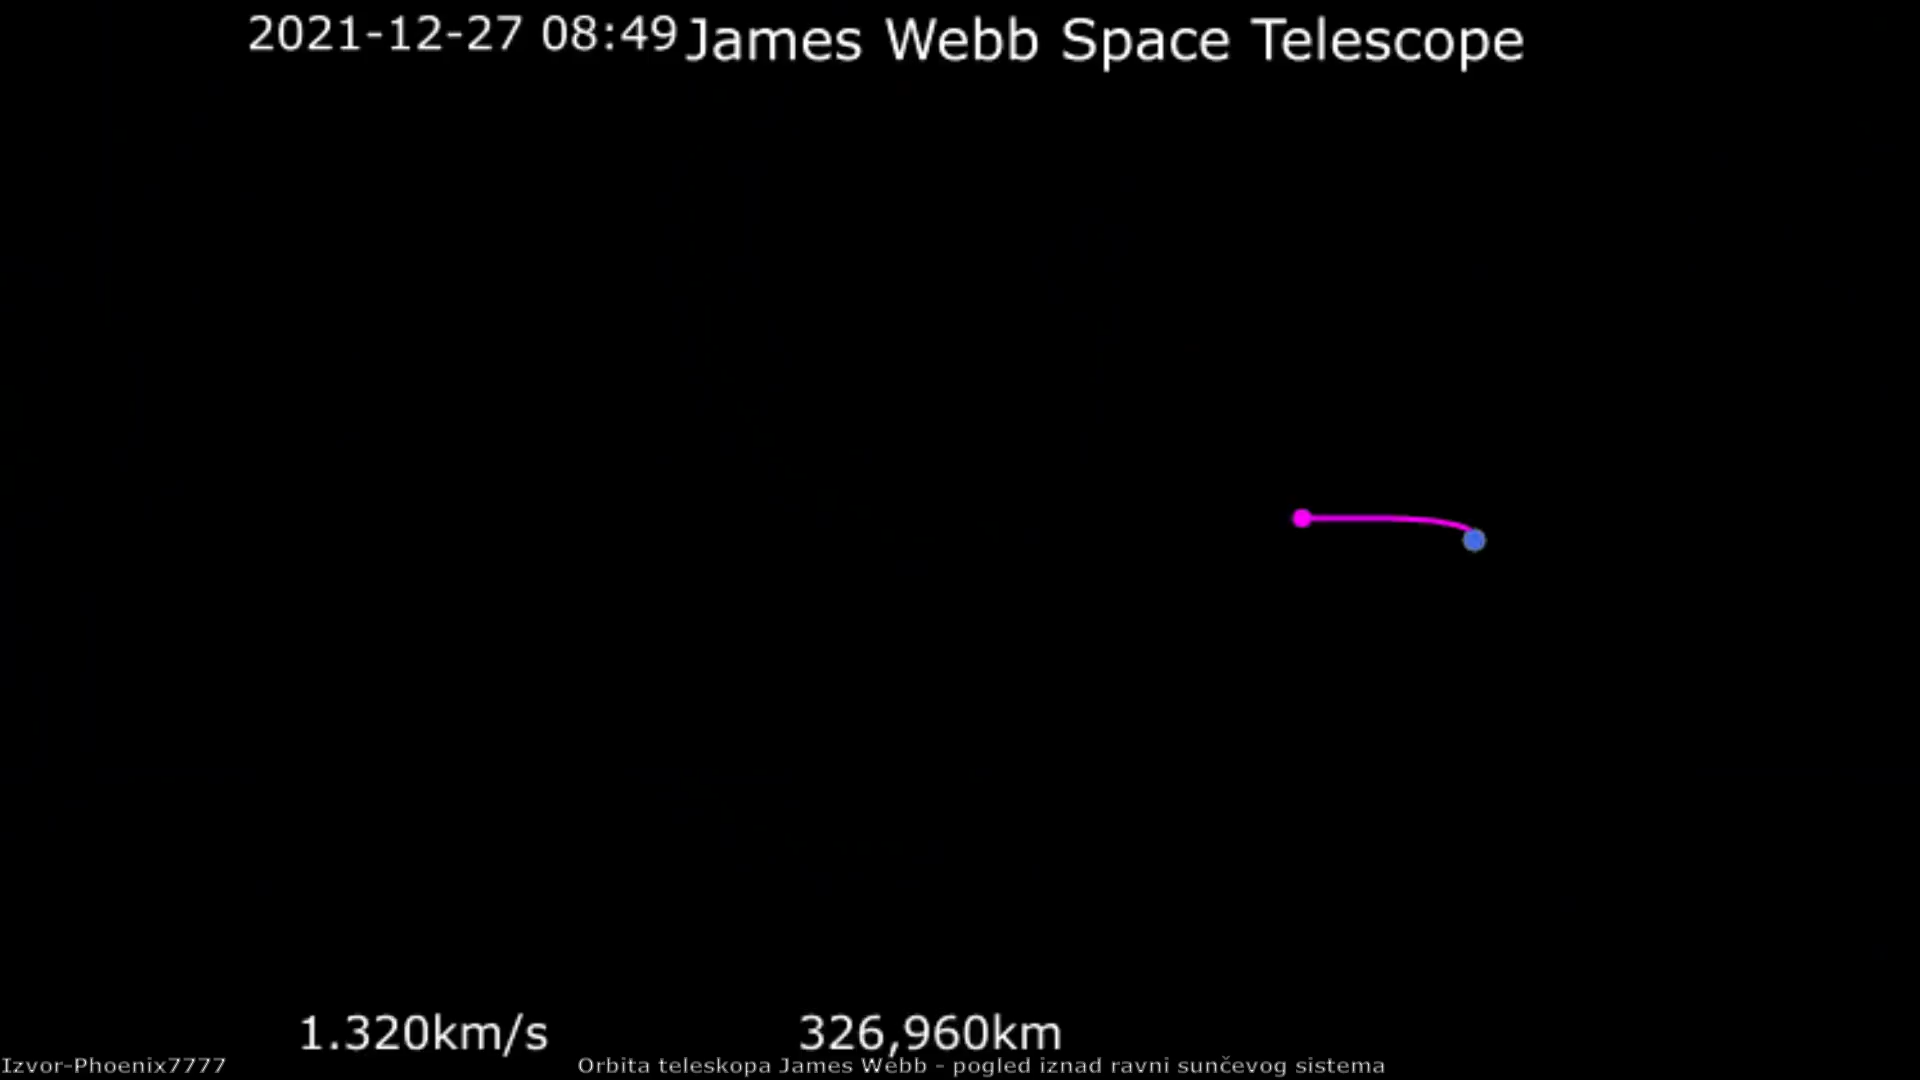 2021-12-27 08:49
James Webb Space Telescope
1.320km/s
326,960km
Izvor-Phoenix7777
Orbita teleskopa James Webb - pogled iznad ravni sunčevog sistema